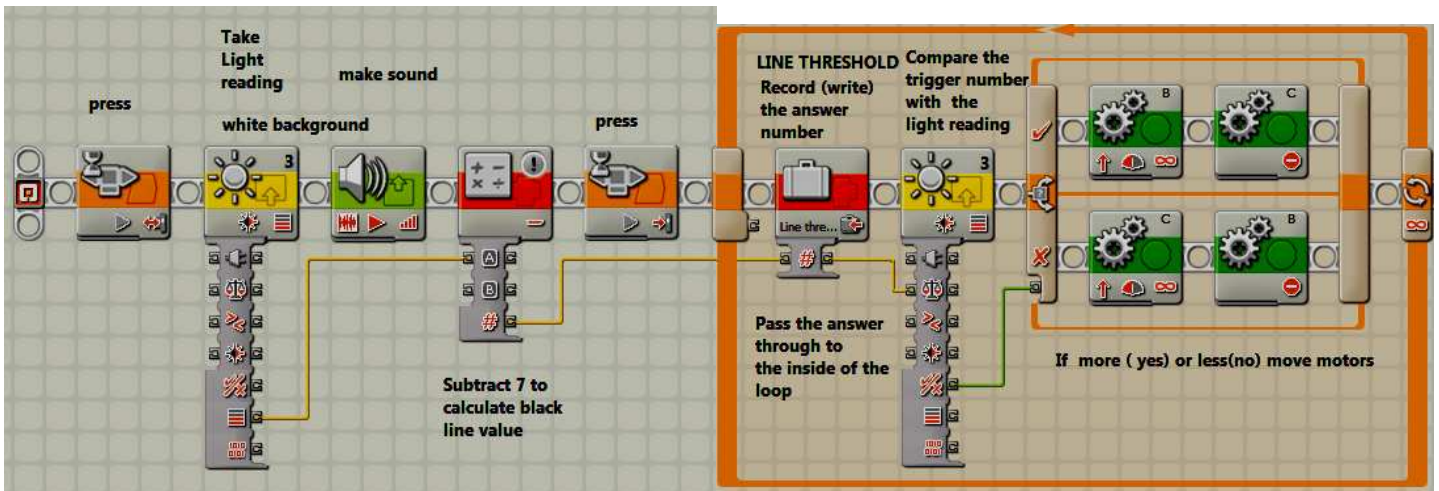 press
Take
Light
reading
white background
make sound
3
A
B
#
Subtract 7 to
calculate black
line value
press
LINE THRESHOLD
Record (write)
the answer
number
Line thre...
#
Pass the answer
through to
the inside of the
loop
Compare the
trigger number
with the
light reading
3
B
C
C
B
If more ( yes) or less(no) move motors